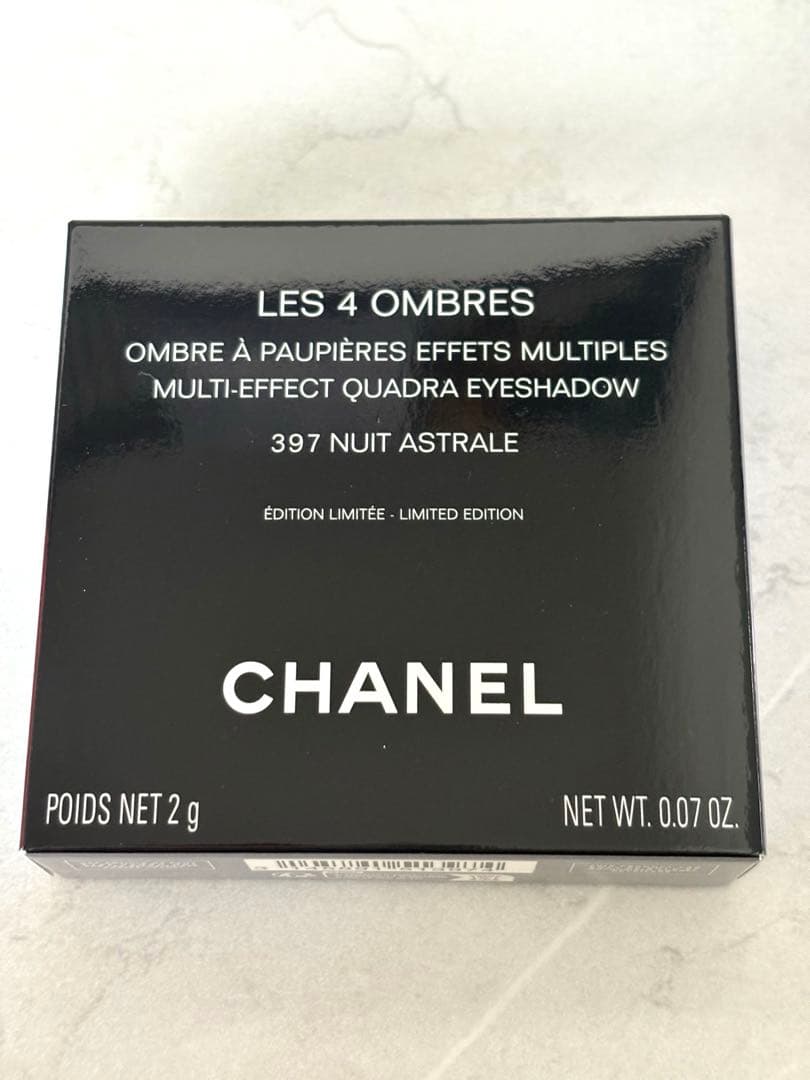 LES 4 OMBRES
OMBRE À PAUPIÈRES EFFETS MULTIPLES
MULTI-EFFECT QUADRA EYESHADOW
397 NUIT ASTRALE
ÉDITION LIMITÉE - LIMITED EDITION
CHANEL
POIDS NET 2 g
NET WT. 0.07 OZ.